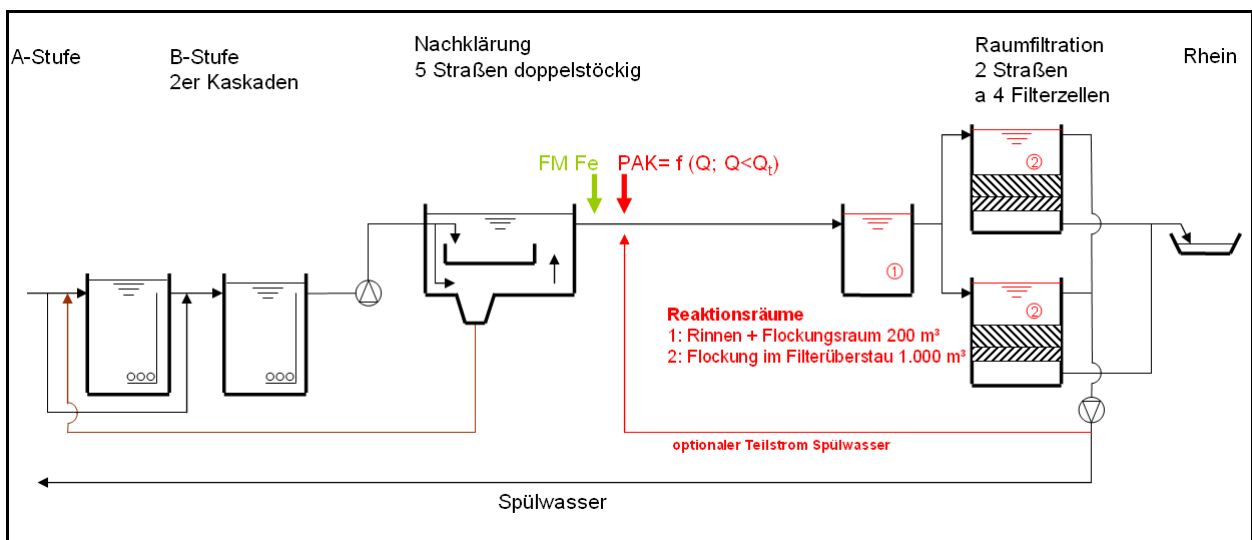 A-Stufe
B-Stufe
2er Kaskaden
Nachklärung
5 Straßen doppelstöckig
Raumfiltration
2 Straßen
a 4 Filterzellen
Rhein
FM Fe
PAK= f (Q; Q<Qt)
②
①
②
Reaktionsräume
1: Rinnen + Flockungsraum 200 m³
2: Flockung im Filterüberstau 1.000 m³
optionaler Teilstrom Spülwasser
Spülwasser